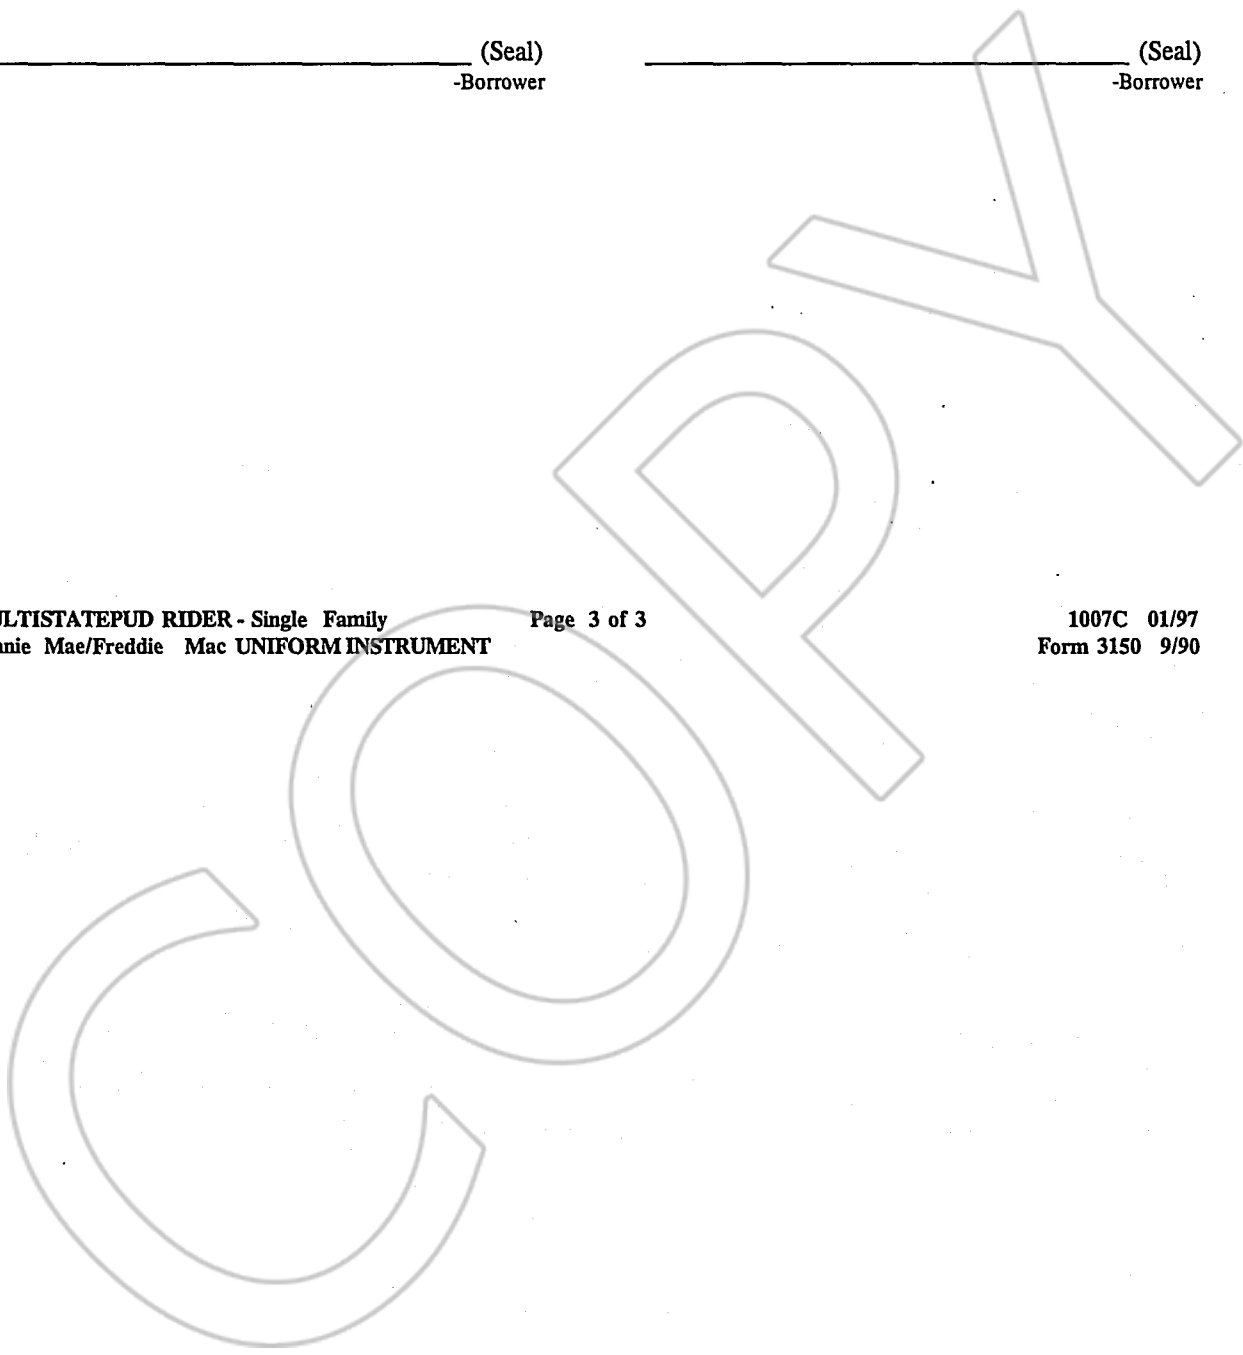 (Seal) (Seal)
-Borrower -Borrower
LTISTATEPUD RIDER - Single Family Page 3 of 3 1007C 01/97
nnie Mae/Freddie Mac UNIFORM INSTRUMENT Form 3150 9/90
COPY